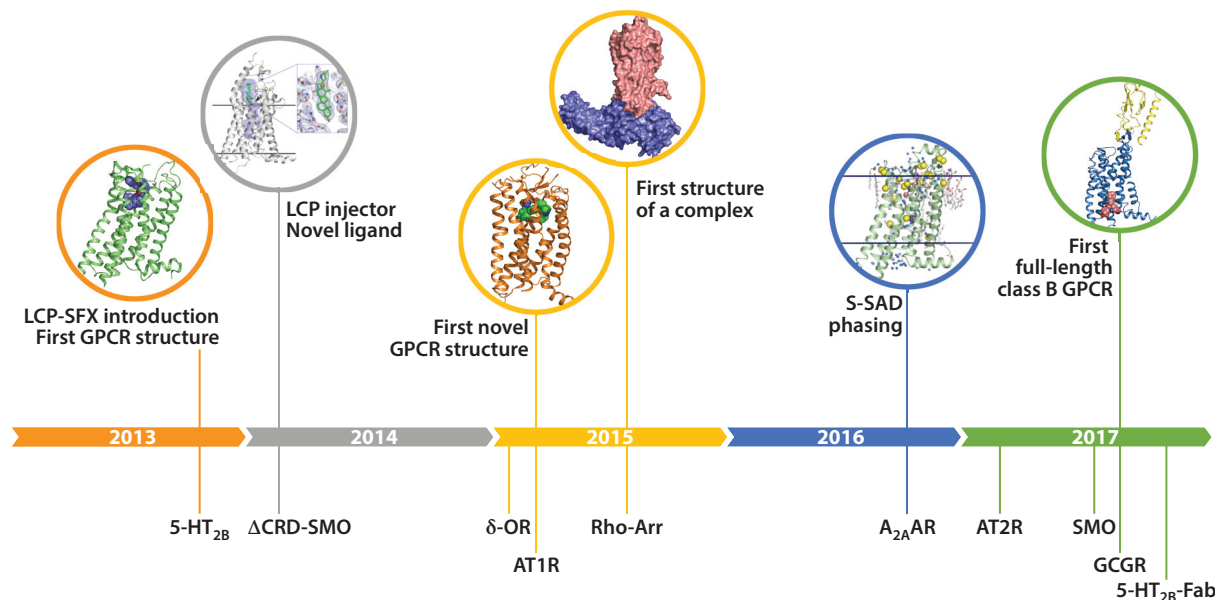 LCP-SFX introduction
First GPCR structure
LCP injector
Novel ligand
First novel
GPCR structure
First structure
of a complex
S-SAD
phasing
First
full-length
class B GPCR
2013
2014
2015
2016
2017
5-HT2B
ΔCRD-SMO
δ-OR
AT1R
Rho-Arr
A2AAR
AT2R
SMO
GCGR
5-HT2B-Fab